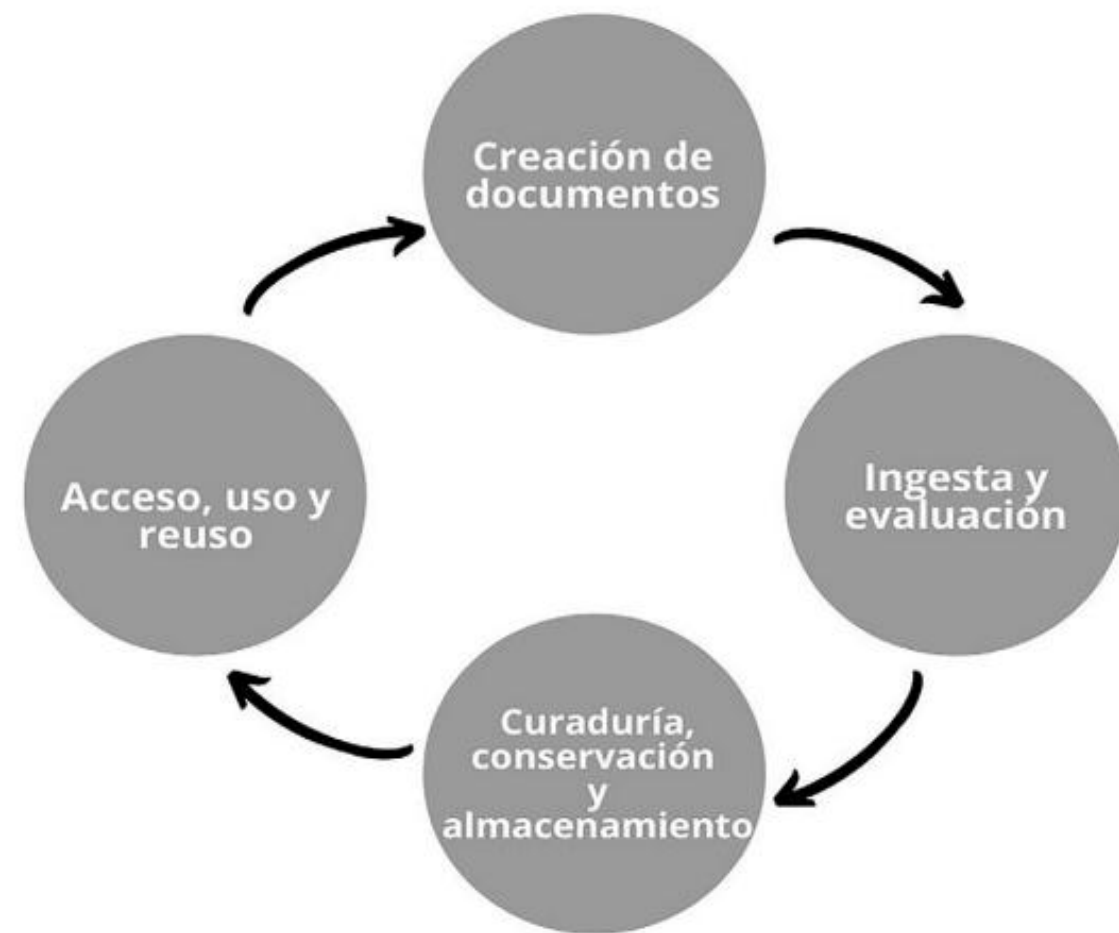 Creación de
documentos
Ingesta y
evaluación
Curaduría,
conservación
y
almacenamiento
Acceso, uso y
reuso